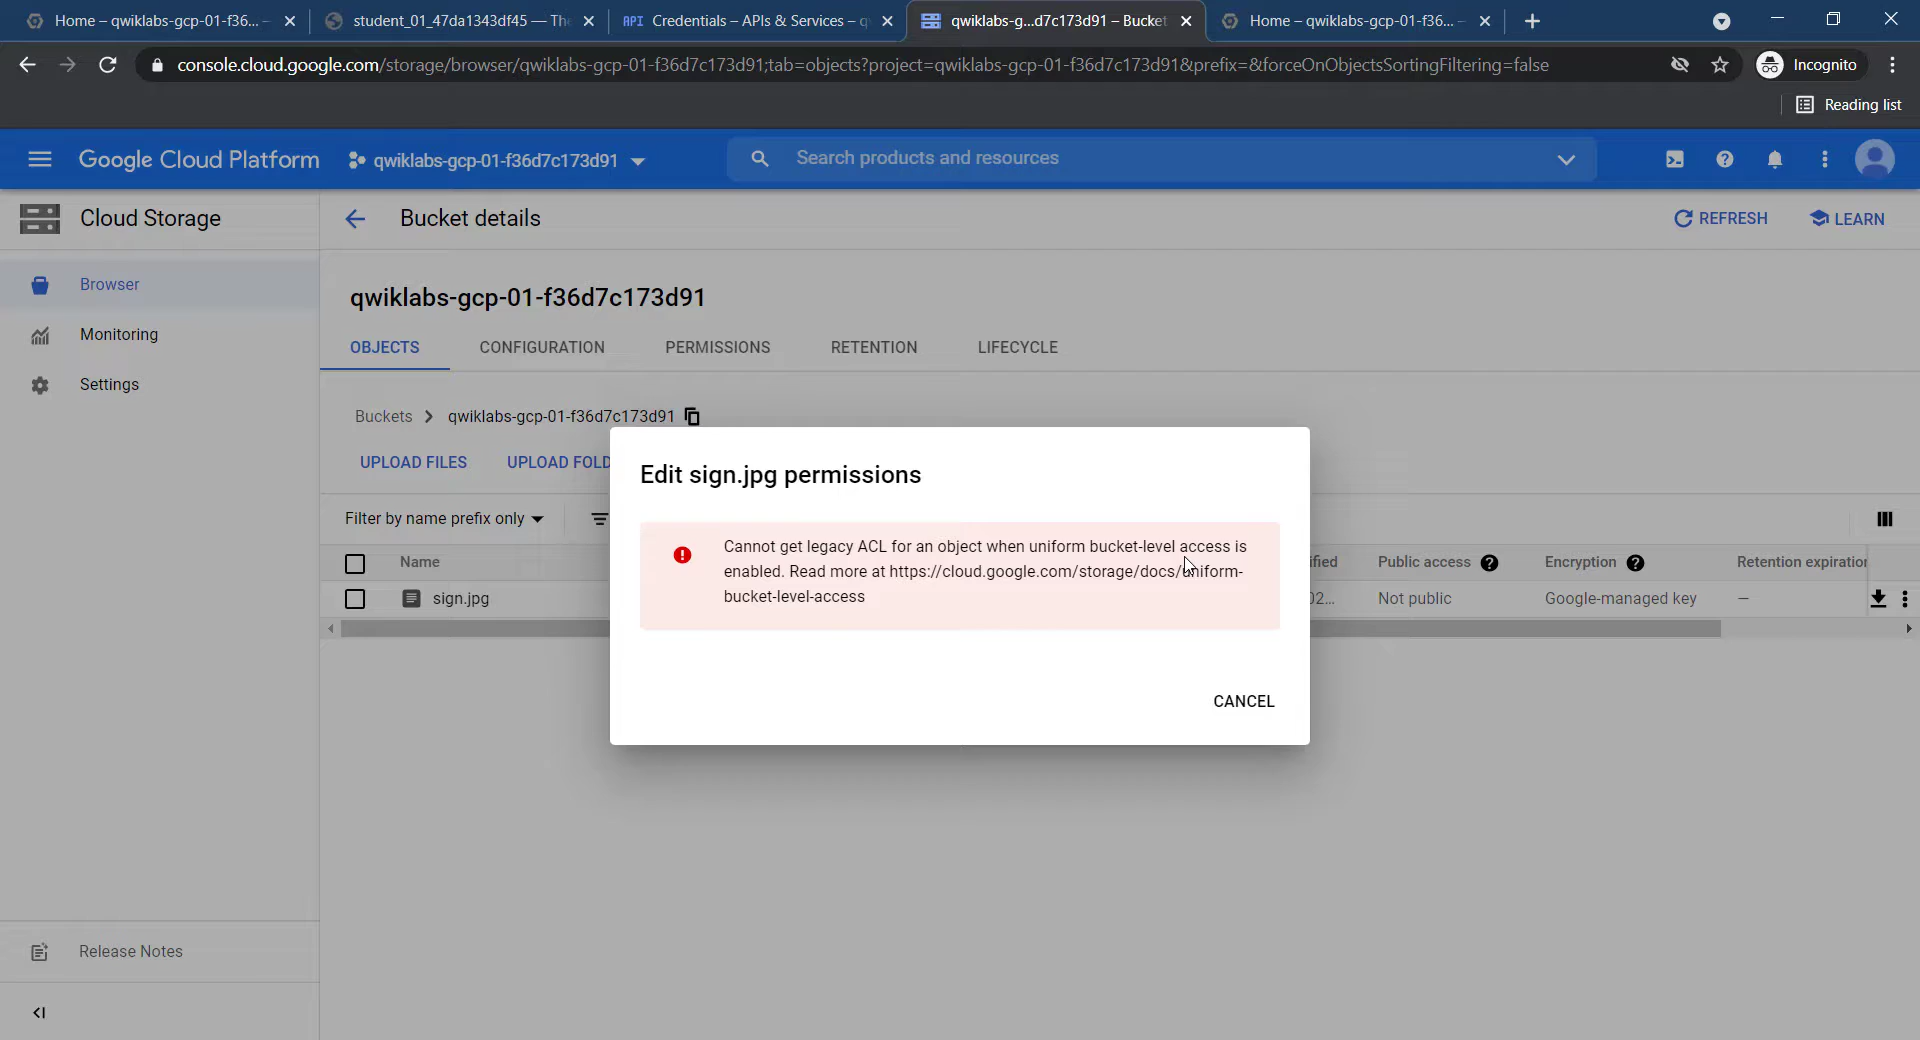 Home – qwiklabs-gcp-01-f36...
student_01_47da1343df45 — Th
API Credentials – APIs & Services – q
qwiklabs-g...d7c173d91 – Bucket
Home – qwiklabs-gcp-01-f36...
console.cloud.google.com/storage/browser/qwiklabs-gcp-01-f36d7c173d91;tab=objects?project=qwiklabs-gcp-01-f36d7c173d91&prefix=&forceOnObjectsSortingFiltering=false
Incognito
Reading list
Google Cloud Platform
qwiklabs-gcp-01-f36d7c173d91
Search products and resources
Cloud Storage
Bucket details
REFRESH
LEARN
Browser
Monitoring
Settings
qwiklabs-gcp-01-f36d7c173d91
OBJECTS
CONFIGURATION
PERMISSIONS
RETENTION
LIFECYCLE
Buckets > qwiklabs-gcp-01-f36d7c173d91
UPLOAD FILES
UPLOAD FOLD
Edit sign.jpg permissions
Filter by name prefix only
Cannot get legacy ACL for an object when uniform bucket-level access is
enabled. Read more at https://cloud.google.com/storage/docs/uniform-
bucket-level-access
Name
ified
Public access
Encryption
Retention expiration
sign.jpg
02...
Not public
Google-managed key
—
CANCEL
Release Notes